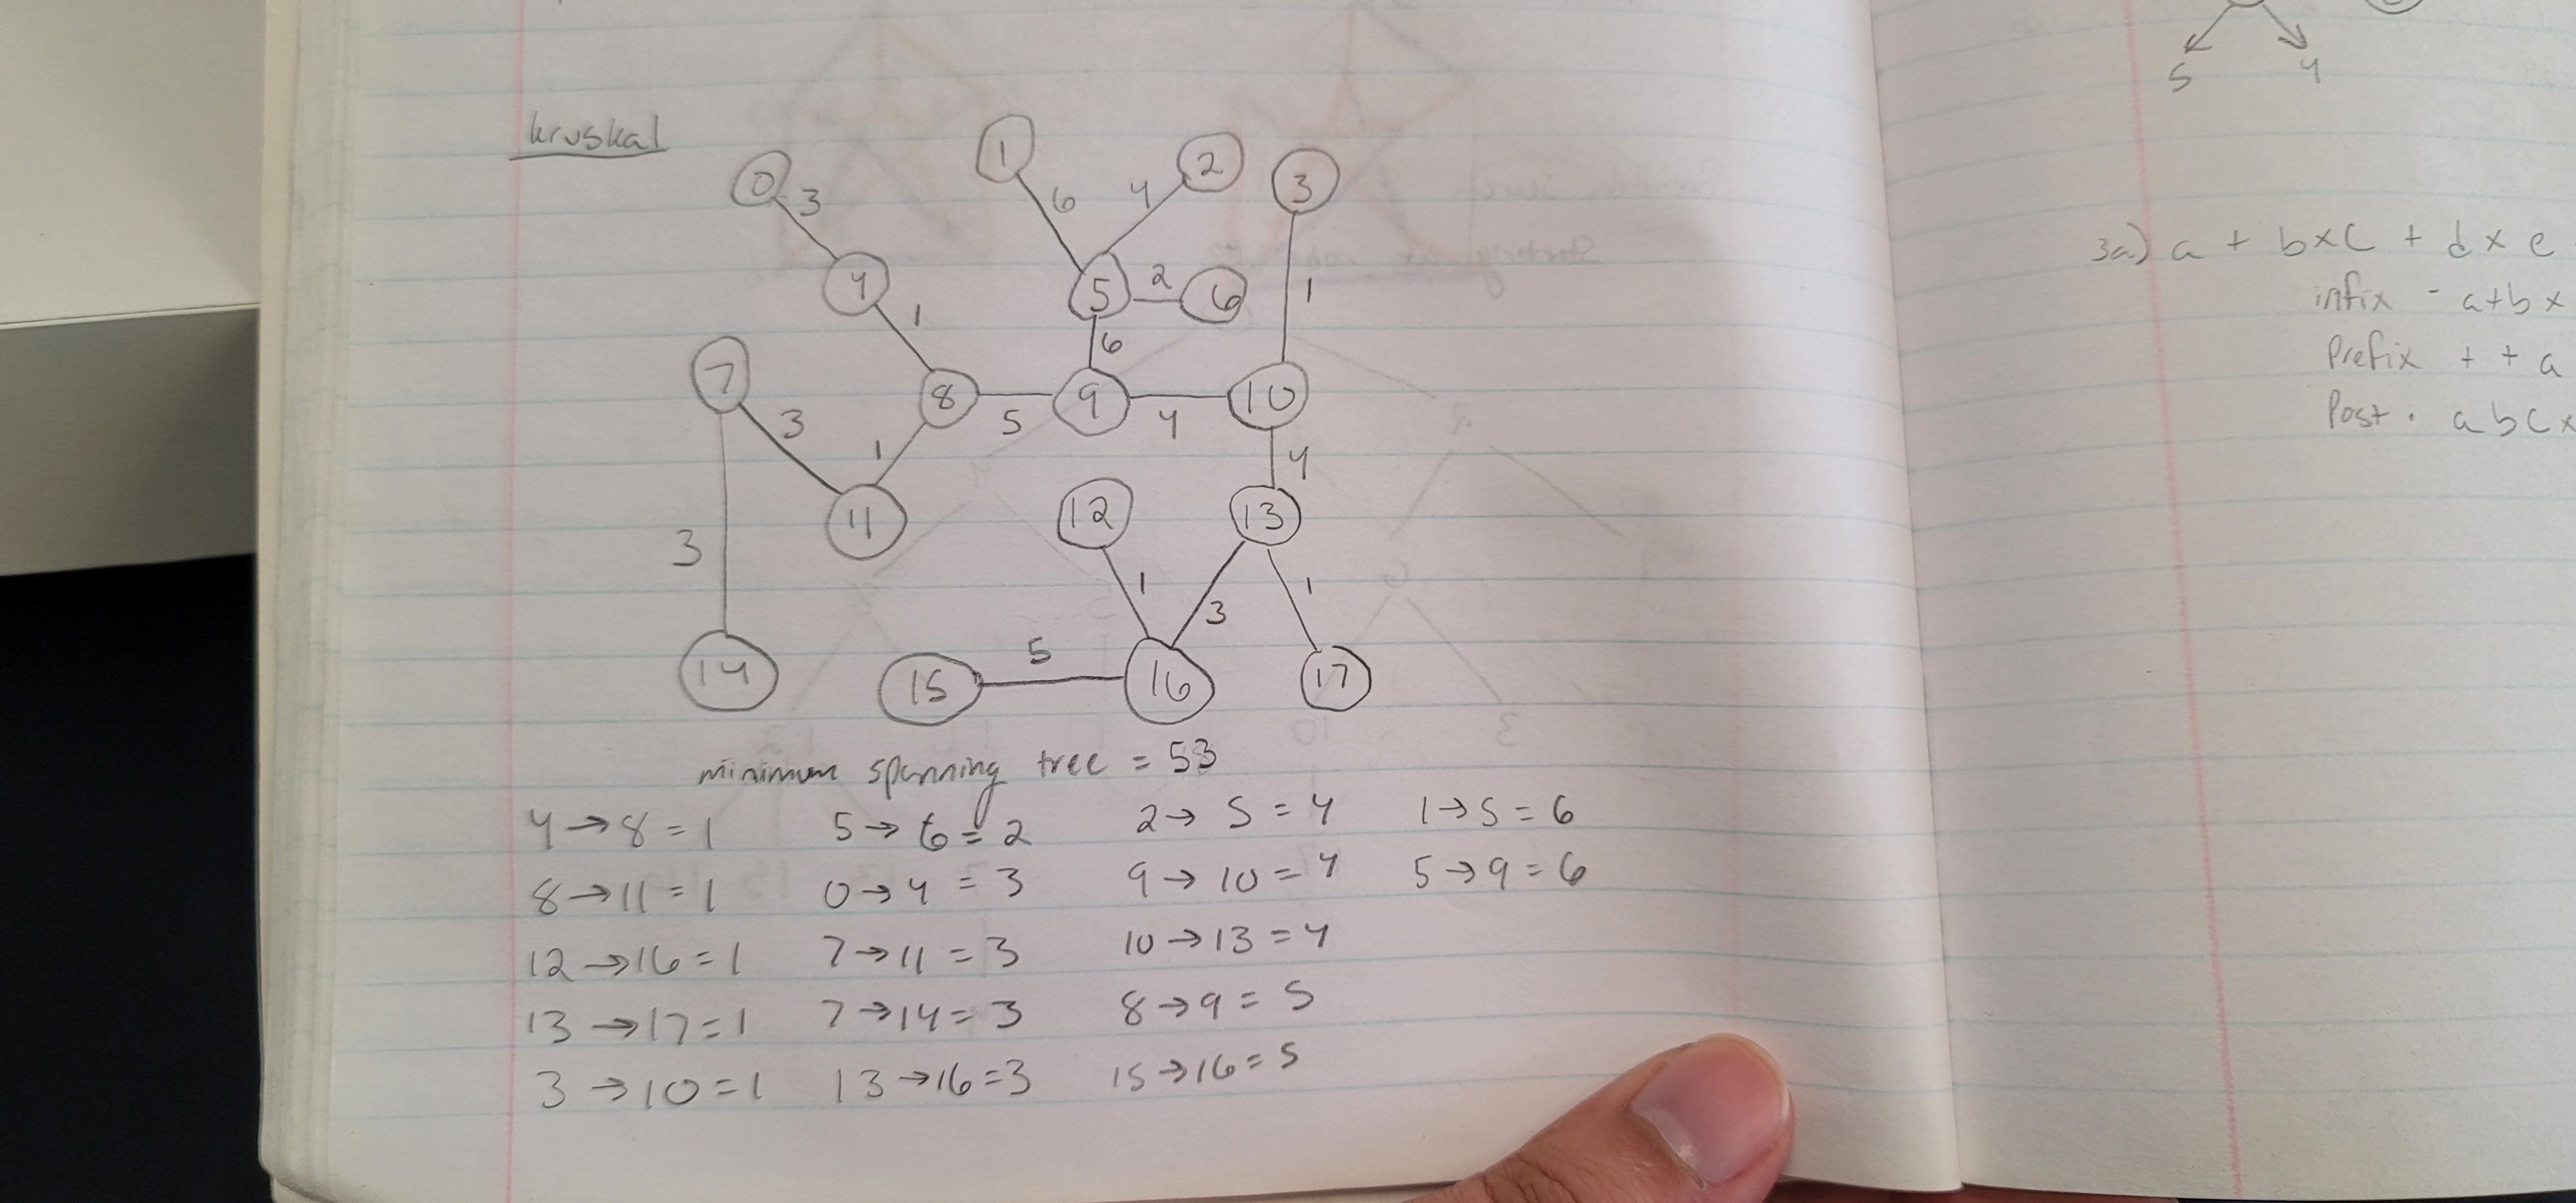 kruskal
0 3
1 6
2 4
3 1
4 1
5 2 6
6
7 3
8 5 9 4 10
1 4
11 12 13
3 1 3 1
14 15 5 16 17
minimum spanning tree = 53
4 → 8 = 1 5 → 6 = 2 2 → 5 = 4 1 → 5 = 6
8 → 11 = 1 0 → 4 = 3 9 → 10 = 4 5 → 9 = 6
12 → 16 = 1 7 → 11 = 3 10 → 13 = 4
13 → 17 = 1 7 → 14 = 3 8 → 9 = 5
3 → 10 = 1 13 → 16 = 3 15 → 16 = 5
5 4
3a) a + b × c + d × e
infix - a + b ×
Prefix + + a
Post . a b c ×